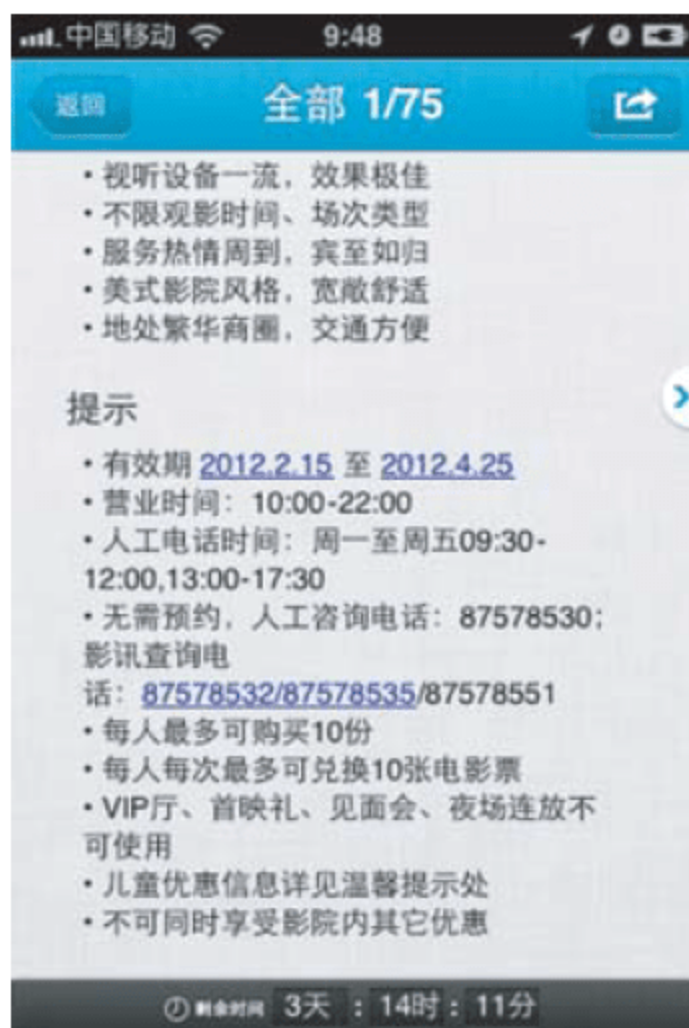 中国移动 9:48
返回 全部 1/75
•视听设备一流，效果极佳
•不限观影时间、场次类型
•服务热情周到，宾至如归
•美式影院风格，宽敞舒适
•地处繁华商圈，交通方便
提示
•有效期 2012.2.15 至 2012.4.25
•营业时间：10:00-22:00
•人工电话时间：周一至周五09:30-
12:00,13:00-17:30
•无需预约，人工咨询电话：87578530；
影讯查询电
话：87578532/87578535/87578551
•每人最多可购买10份
•每人每次最多可兑换10张电影票
•VIP厅、首映礼、见面会、夜场连放不
可使用
•儿童优惠信息详见温馨提示处
•不可同时享受影院内其它优惠
剩余时间 3天 : 14时 : 11分